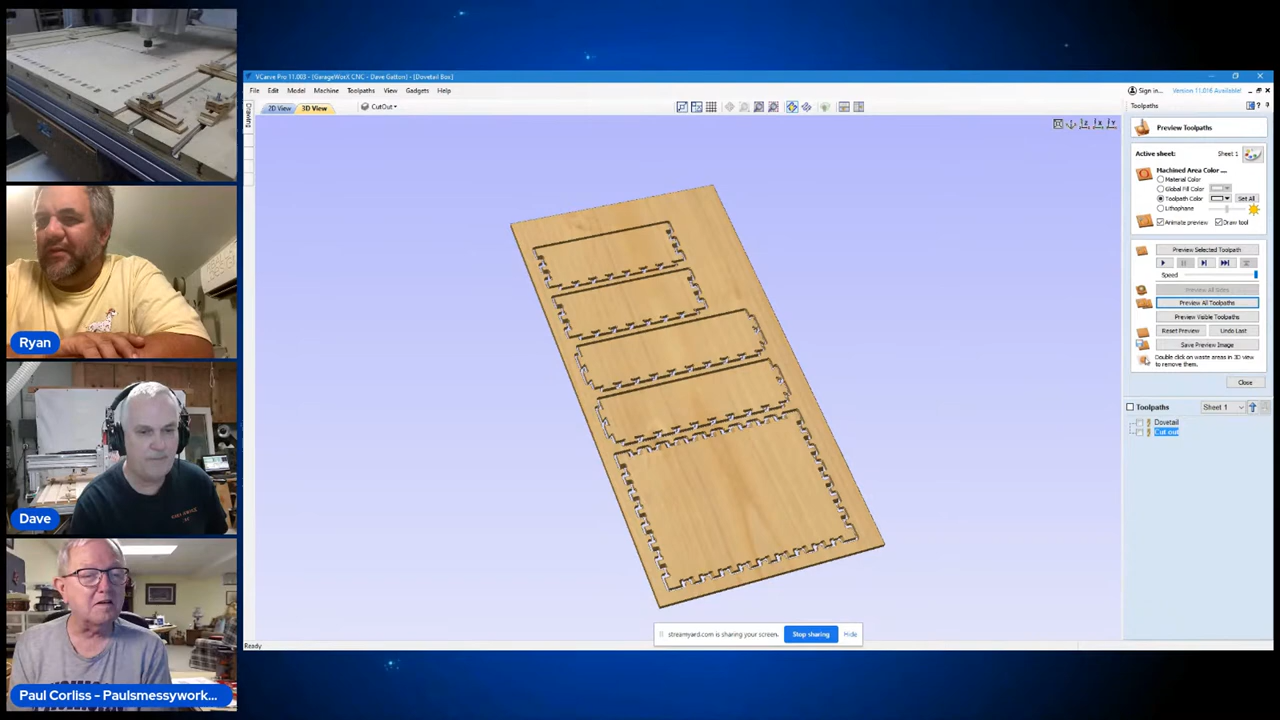 Ryan
Dave
Paul Corliss - Paulsmessywork...
VCarve Pro 11.003 - {GarageWorX CNC - Dave Gatton} - [Dovetail Box]
File Edit Model Machine Toolpaths View Gadgets Help
Sign in... Version 11.016 Available!
2D View 3D View CutOut
Drawing
Toolpaths
Preview Toolpaths
Active sheet: Sheet 1
Machined Area Color ...
Material Color
Global Fill Color
Toolpath Color Set All
Lithophane
Animate preview Draw tool
Preview Selected Toolpath
Speed
Preview All Sides
Preview All Toolpaths
Preview Visible Toolpaths
Reset Preview Undo Last
Save Preview Image
Double click on waste areas in 3D view
to remove them.
Close
Toolpaths Sheet 1
Dovetail
Cut out
streamyard.com is sharing your screen. Stop sharing Hide
Ready